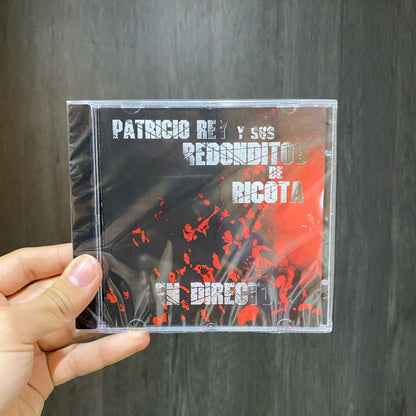 PATRICIO REY Y SUS
REDONDITOS
DE
RICOTA
EN DIRECTO